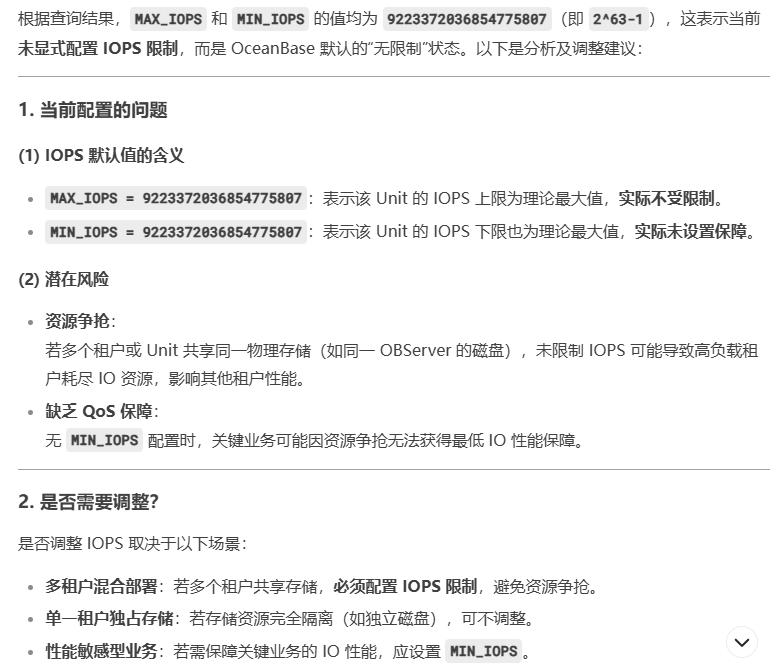 根据查询结果，MAX_IOPS 和 MIN_IOPS 的值均为 9223372036854775807（即 2^63-1），这表示当前
未显式配置 IOPS 限制，而是 OceanBase 默认的“无限制”状态。以下是分析及调整建议：
1. 当前配置的问题
(1) IOPS 默认值的含义
MAX_IOPS = 9223372036854775807：表示该 Unit 的 IOPS 上限为理论最大值，实际不受限制。
MIN_IOPS = 9223372036854775807：表示该 Unit 的 IOPS 下限也为理论最大值，实际未设置保障。
(2) 潜在风险
资源争抢：
若多个租户或 Unit 共享同一物理存储（如同一 OBServer 的磁盘），未限制 IOPS 可能导致高负载租
户耗尽 IO 资源，影响其他租户性能。
缺乏 QoS 保障：
无 MIN_IOPS 配置时，关键业务可能因资源争抢无法获得最低 IO 性能保障。
2. 是否需要调整？
是否调整 IOPS 取决于以下场景：
多租户混合部署：若多个租户共享存储，必须配置 IOPS 限制，避免资源争抢。
单一租户独占存储：若存储资源完全隔离（如独立磁盘），可不调整。
性能敏感型业务：若需保障关键业务的 IO 性能，应设置 MIN_IOPS。